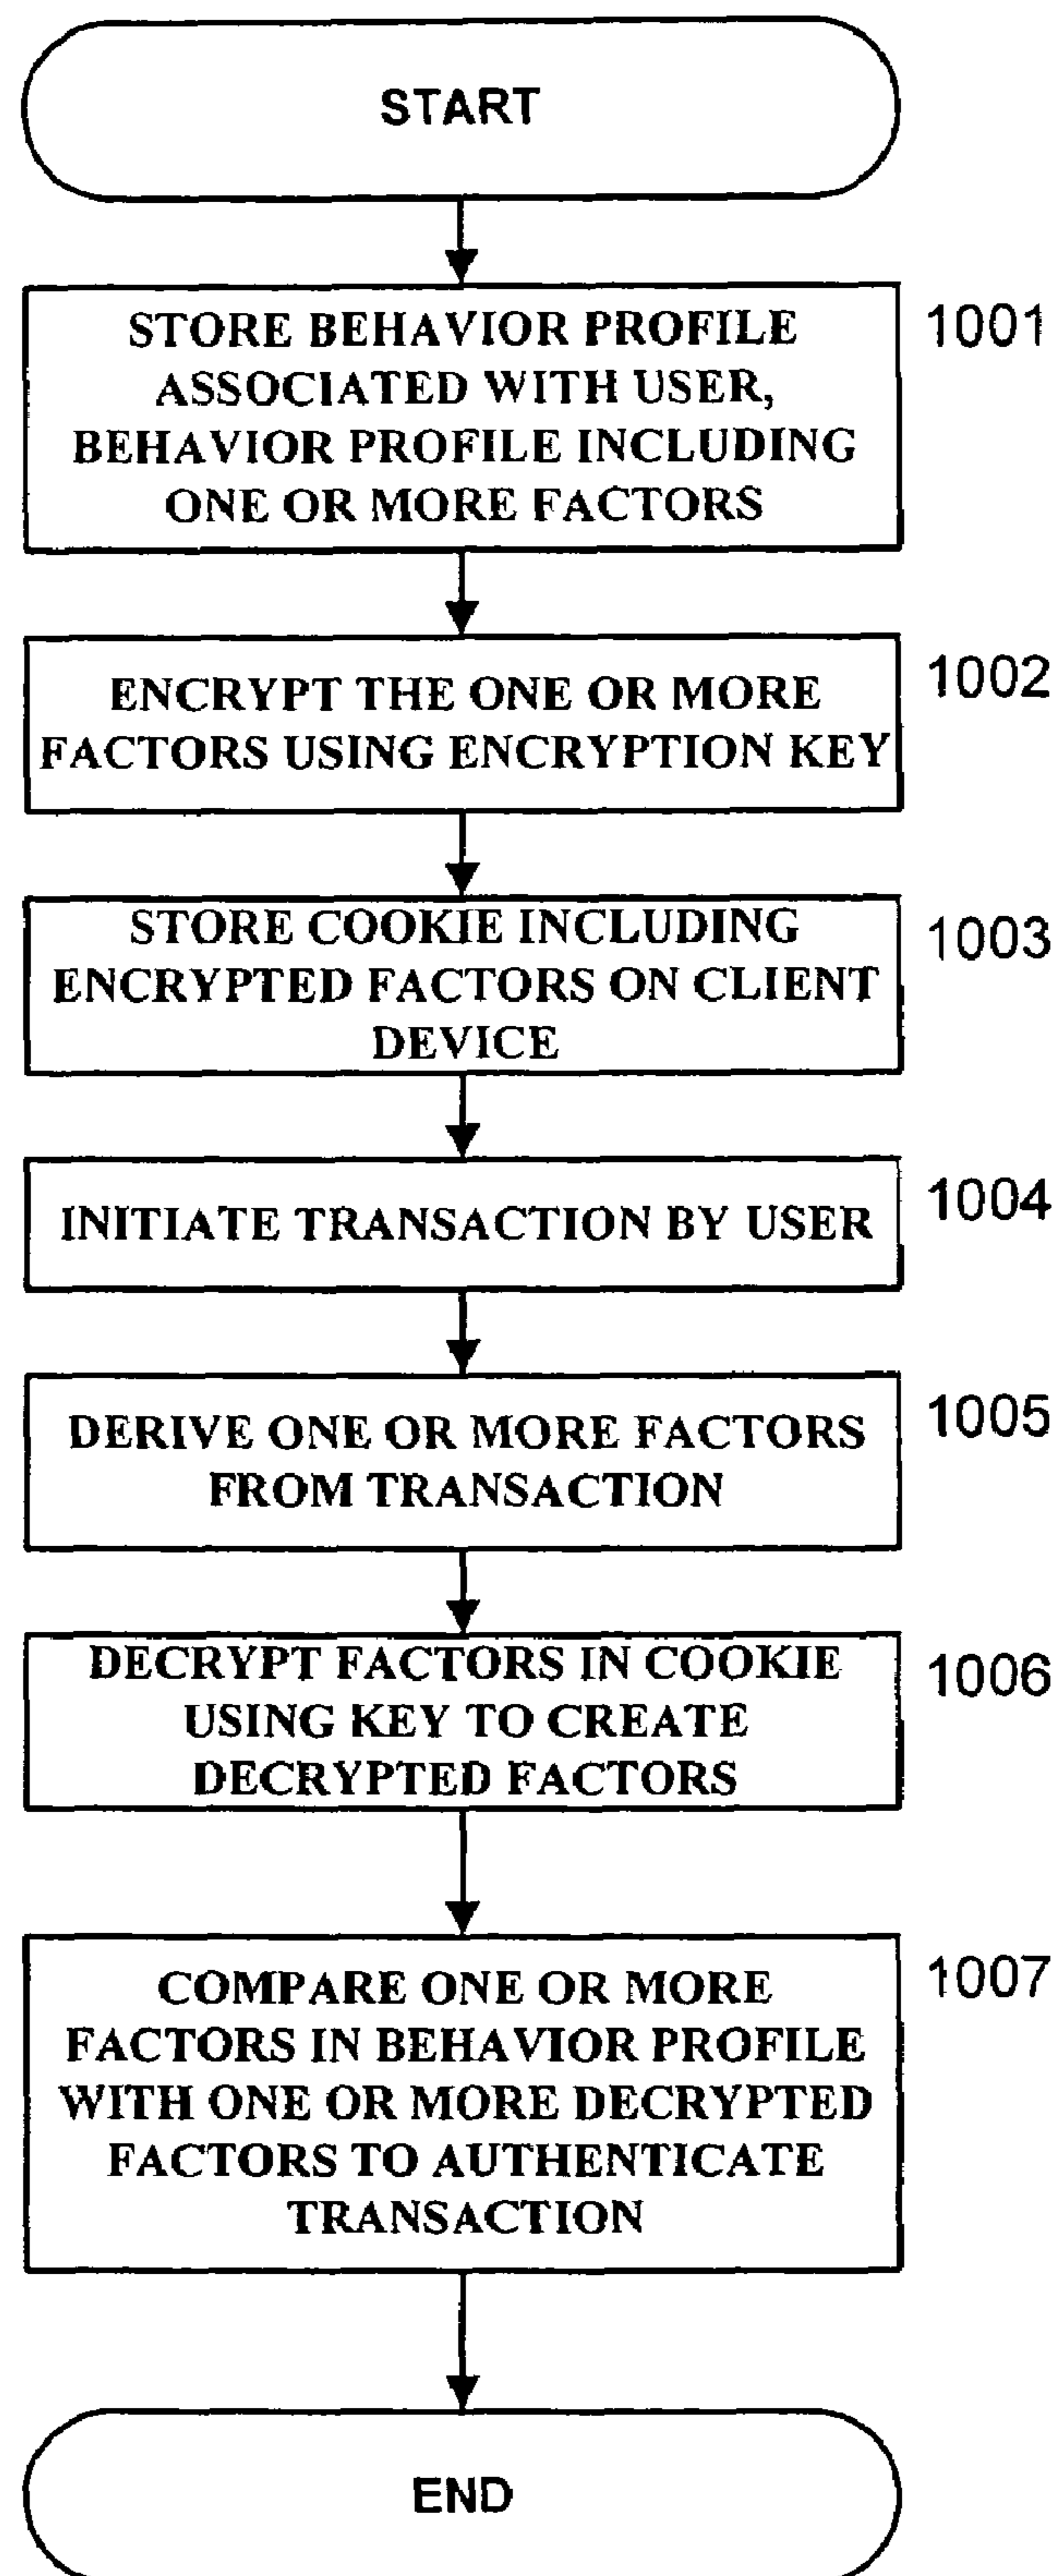 START
STORE BEHAVIOR PROFILE
ASSOCIATED WITH USER,
BEHAVIOR PROFILE INCLUDING
ONE OR MORE FACTORS
1001
ENCRYPT THE ONE OR MORE
FACTORS USING ENCRYPTION KEY
1002
STORE COOKIE INCLUDING
ENCRYPTED FACTORS ON CLIENT
DEVICE
1003
INITIATE TRANSACTION BY USER
1004
DERIVE ONE OR MORE FACTORS
FROM TRANSACTION
1005
DECRYPT FACTORS IN COOKIE
USING KEY TO CREATE
DECRYPTED FACTORS
1006
COMPARE ONE OR MORE
FACTORS IN BEHAVIOR PROFILE
WITH ONE OR MORE DECRYPTED
FACTORS TO AUTHENTICATE
TRANSACTION
1007
END